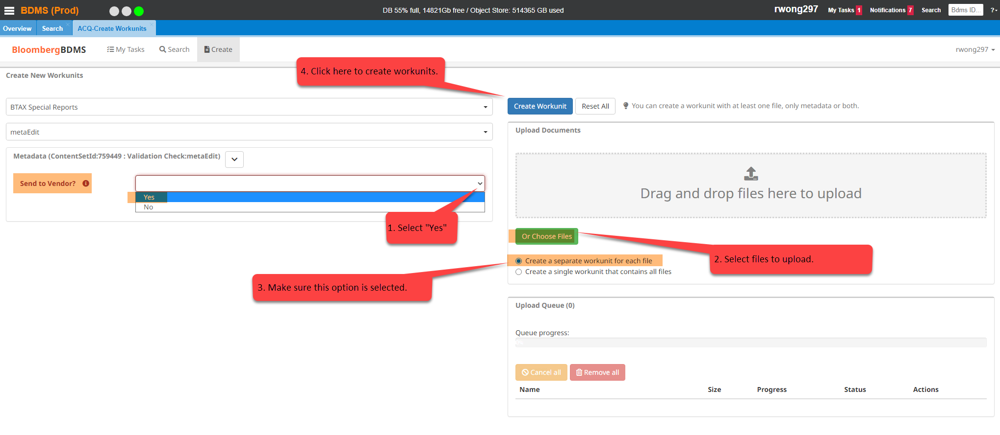 BDMS (Prod)
DB 55% full, 14821Gb free / Object Store: 514365 GB used
rwong297 My Tasks 1 Notifications 7 Search Bdms ID... ?
Overview Search ACQ-Create Workunits
BloombergBDMS My Tasks Search Create rwong297
4. Click here to create workunits.
Create New Workunits
BTAX Special Reports
metaEdit
Metadata (ContentSetId:759449 : Validation Check:metaEdit)
Send to Vendor?
Yes
No
1. Select "Yes"
Create Workunit Reset All You can create a workunit with at least one file, only metadata or both.
Upload Documents
Drag and drop files here to upload
Or Choose Files
2. Select files to upload.
Create a separate workunit for each file
Create a single workunit that contains all files
3. Make sure this option is selected.
Upload Queue (0)
Queue progress:
0%
Cancel all Remove all
Name Size Progress Status Actions